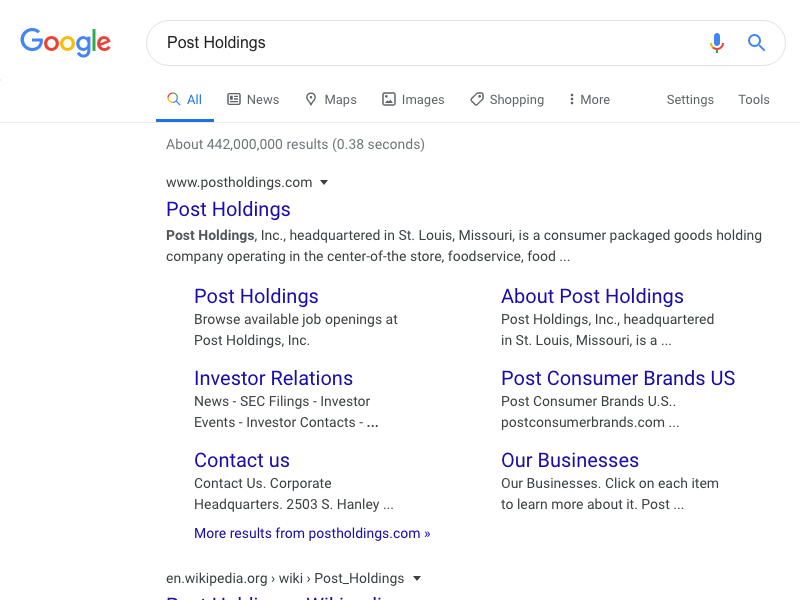 Google
Post Holdings
All News Maps Images Shopping More Settings Tools
About 442,000,000 results (0.38 seconds)
www.postholdings.com
Post Holdings
Post Holdings, Inc., headquartered in St. Louis, Missouri, is a consumer packaged goods holding
company operating in the center-of-the store, foodservice, food ...
Post Holdings
Browse available job openings at
Post Holdings, Inc.
About Post Holdings
Post Holdings, Inc., headquartered
in St. Louis, Missouri, is a ...
Investor Relations
News - SEC Filings - Investor
Events - Investor Contacts - ...
Post Consumer Brands US
Post Consumer Brands U.S..
postconsumerbrands.com ...
Contact us
Contact Us. Corporate
Headquarters. 2503 S. Hanley ...
Our Businesses
Our Businesses. Click on each item
to learn more about it. Post ...
More results from postholdings.com »
en.wikipedia.org › wiki › Post_Holdings
Post Holdings - Wikipedia